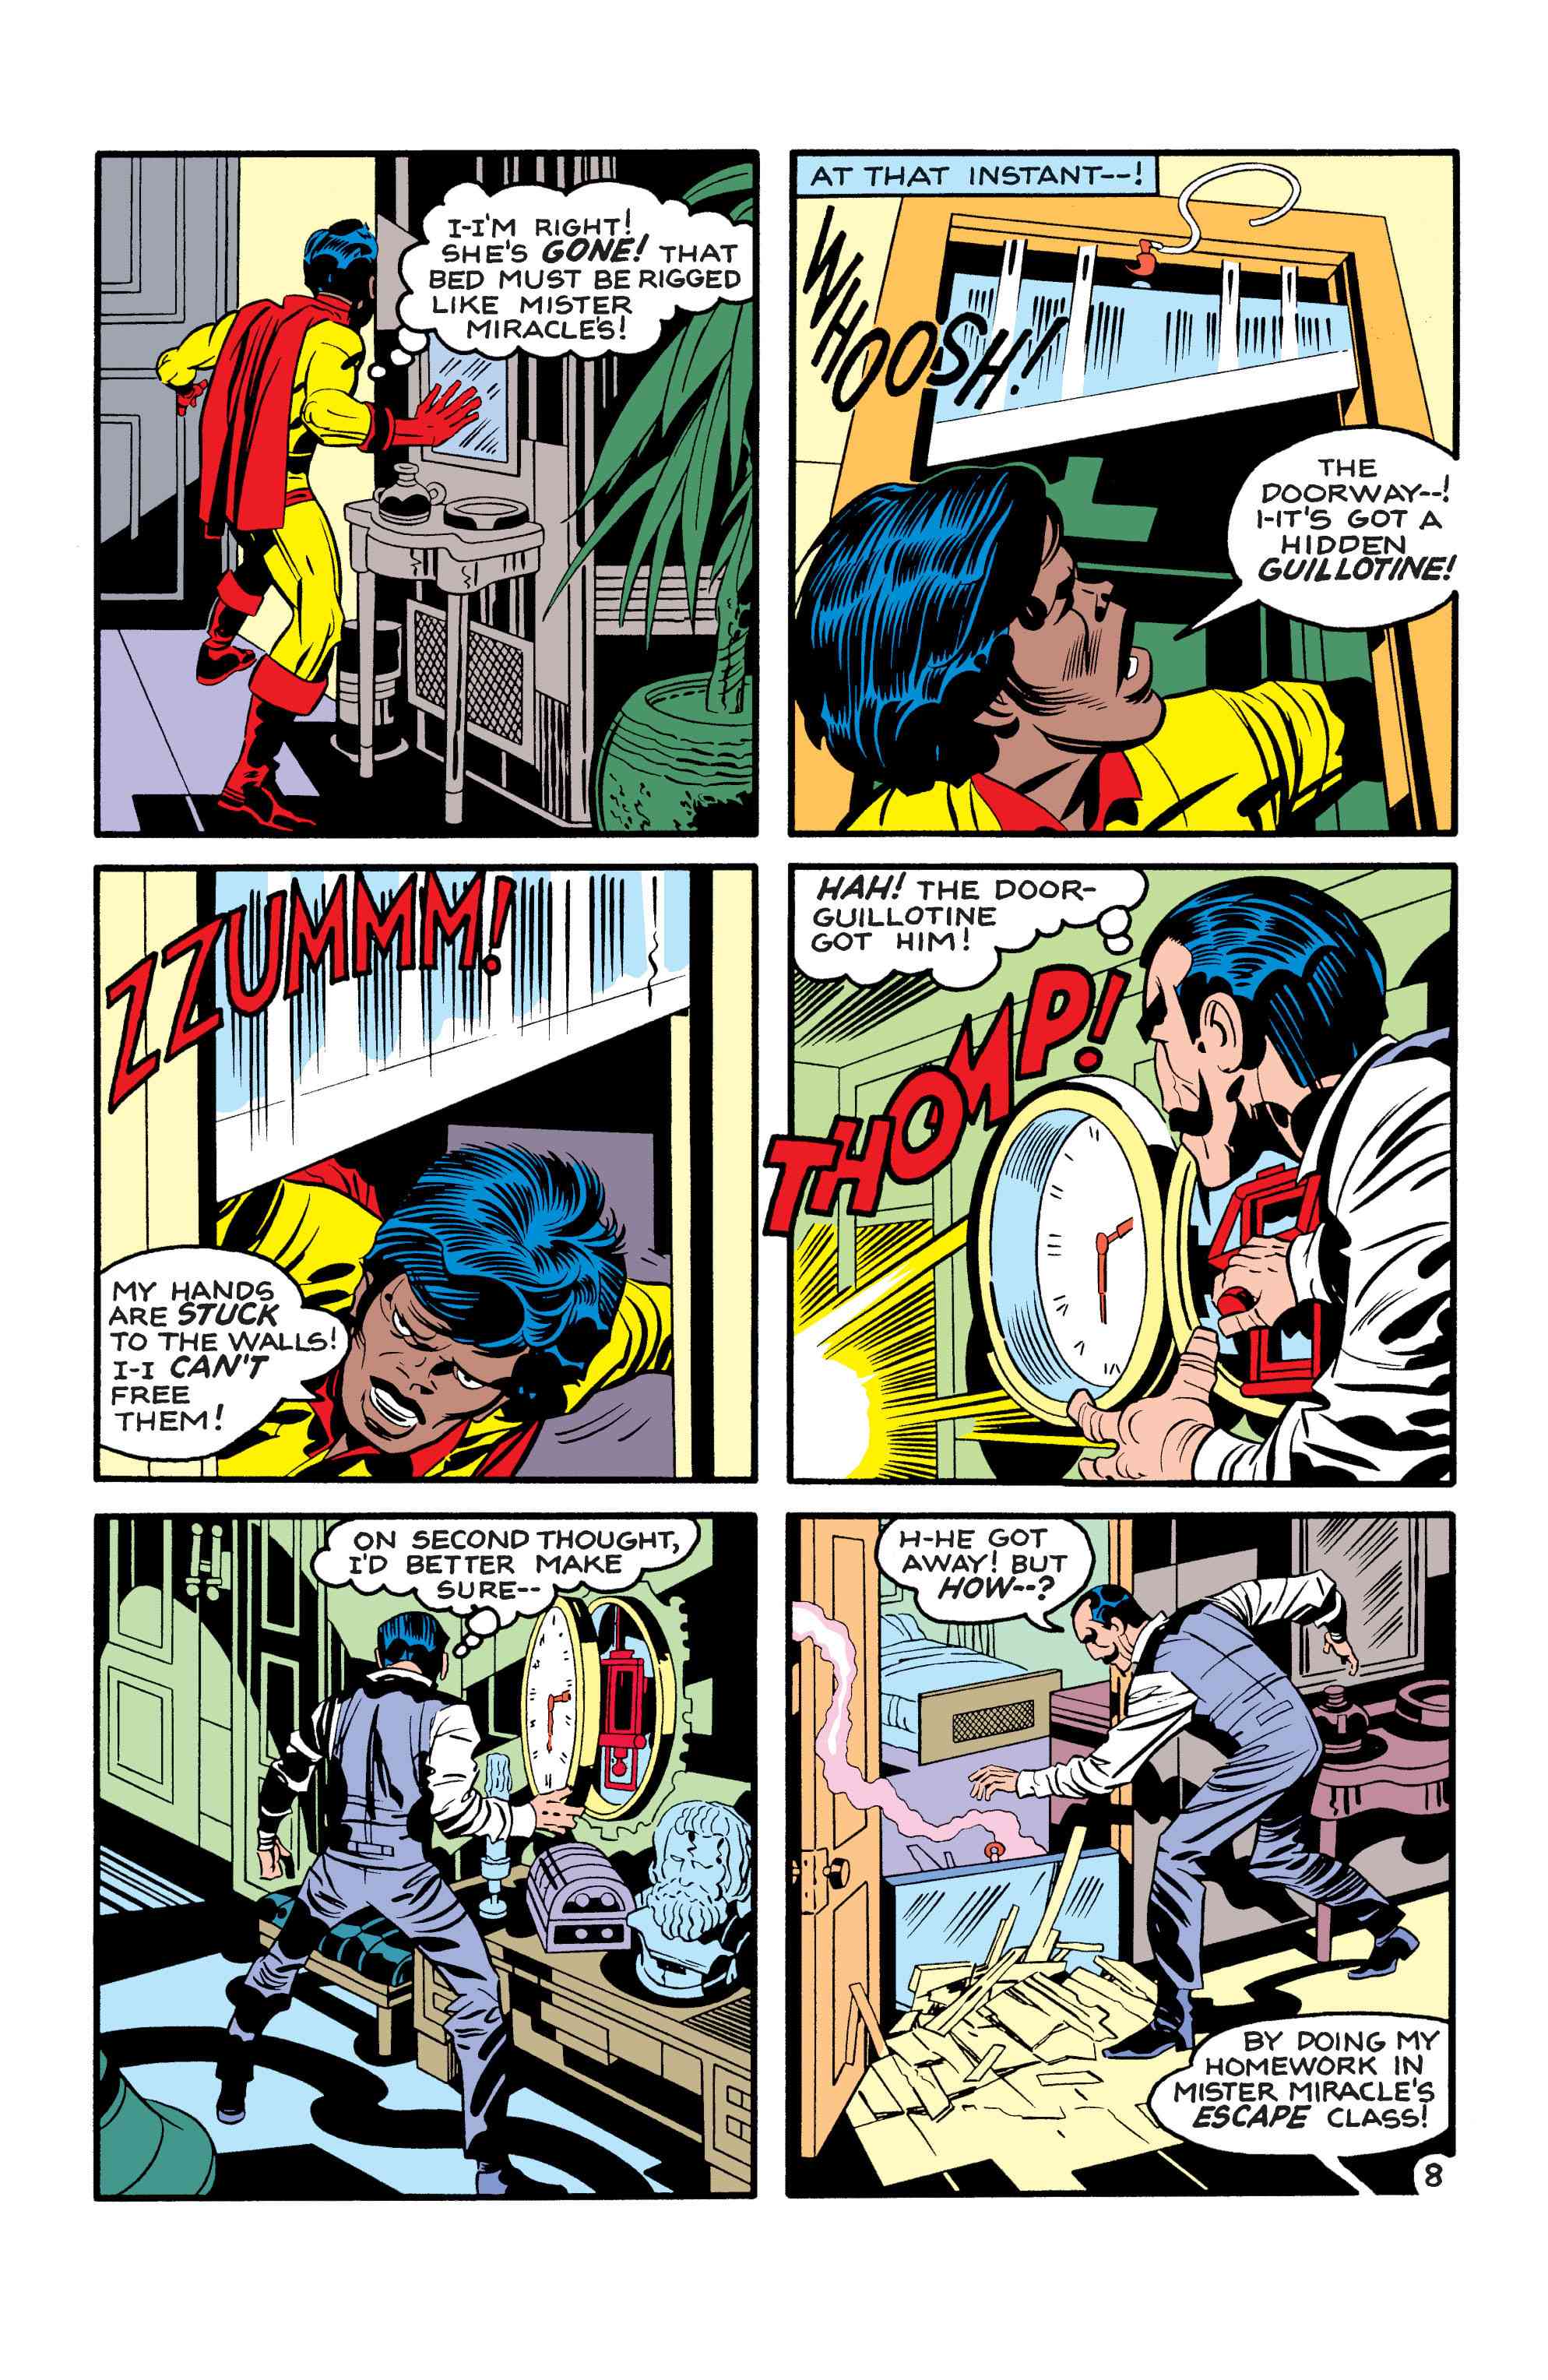 I-I'M RIGHT!
SHE'S GONE! THAT
BED MUST BE RIGGED
LIKE MISTER
MIRACLE'S!
AT THAT INSTANT--!
WHOOSH!
THE
DOORWAY--!
I-IT'S GOT A
HIDDEN
GUILLOTINE!
ZZUMMM!
MY HANDS
ARE STUCK
TO THE WALLS!
I-I CAN'T
FREE
THEM!
HAH! THE DOOR-
GUILLOTINE
GOT HIM!
THOMP!
ON SECOND THOUGHT,
I'D BETTER MAKE
SURE--
H-HE GOT
AWAY! BUT
HOW--?
BY DOING MY
HOMEWORK IN
MISTER MIRACLE'S
ESCAPE CLASS!
8